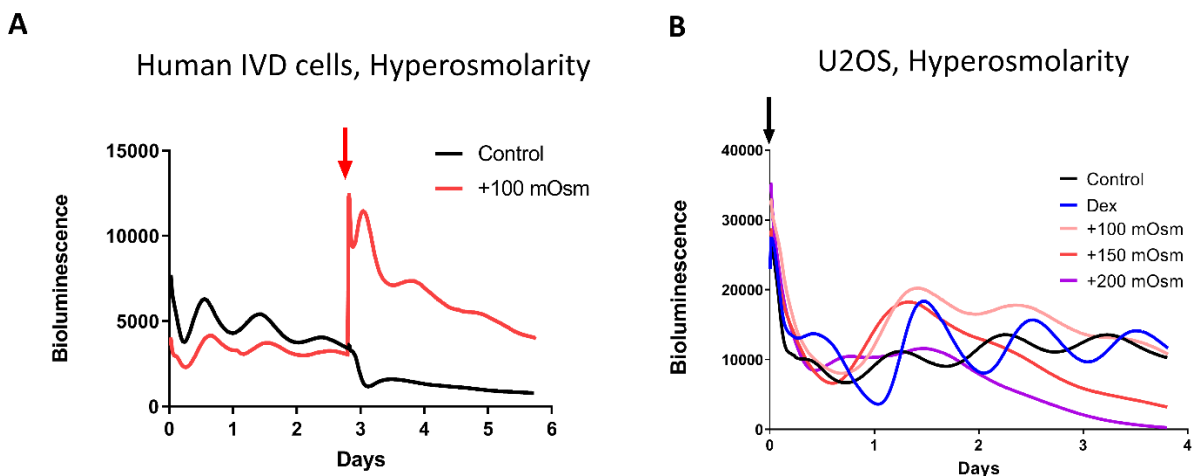 A
Human IVD cells, Hyperosmolarity
Bioluminescence
15000
10000
5000
0
0 1 2 3 4 5 6
Days
Control
+100 mOsm
B
U2OS, Hyperosmolarity
Bioluminescence
40000
30000
20000
10000
0
0 1 2 3 4
Days
Control
Dex
+100 mOsm
+150 mOsm
+200 mOsm